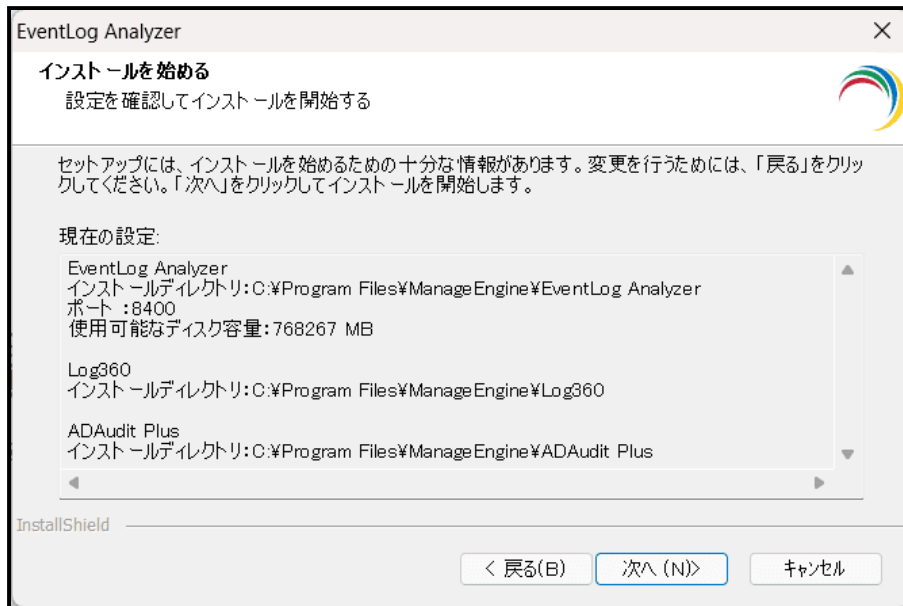 EventLog Analyzer
インストールを始める
設定を確認してインストールを開始する
セットアップには、インストールを始めるための十分な情報があります。変更を行うためには、「戻る」をクリッ
クしてください。「次へ」をクリックしてインストールを開始します。
現在の設定:
EventLog Analyzer
インストールディレクトリ:C:¥Program Files¥ManageEngine¥EventLog Analyzer
ポート :8400
使用可能なディスク容量:768267 MB
Log360
インストールディレクトリ:C:¥Program Files¥ManageEngine¥Log360
ADAudit Plus
インストールディレクトリ:C:¥Program Files¥ManageEngine¥ADAudit Plus
InstallShield
< 戻る(B)
次へ (N)>
キャンセル